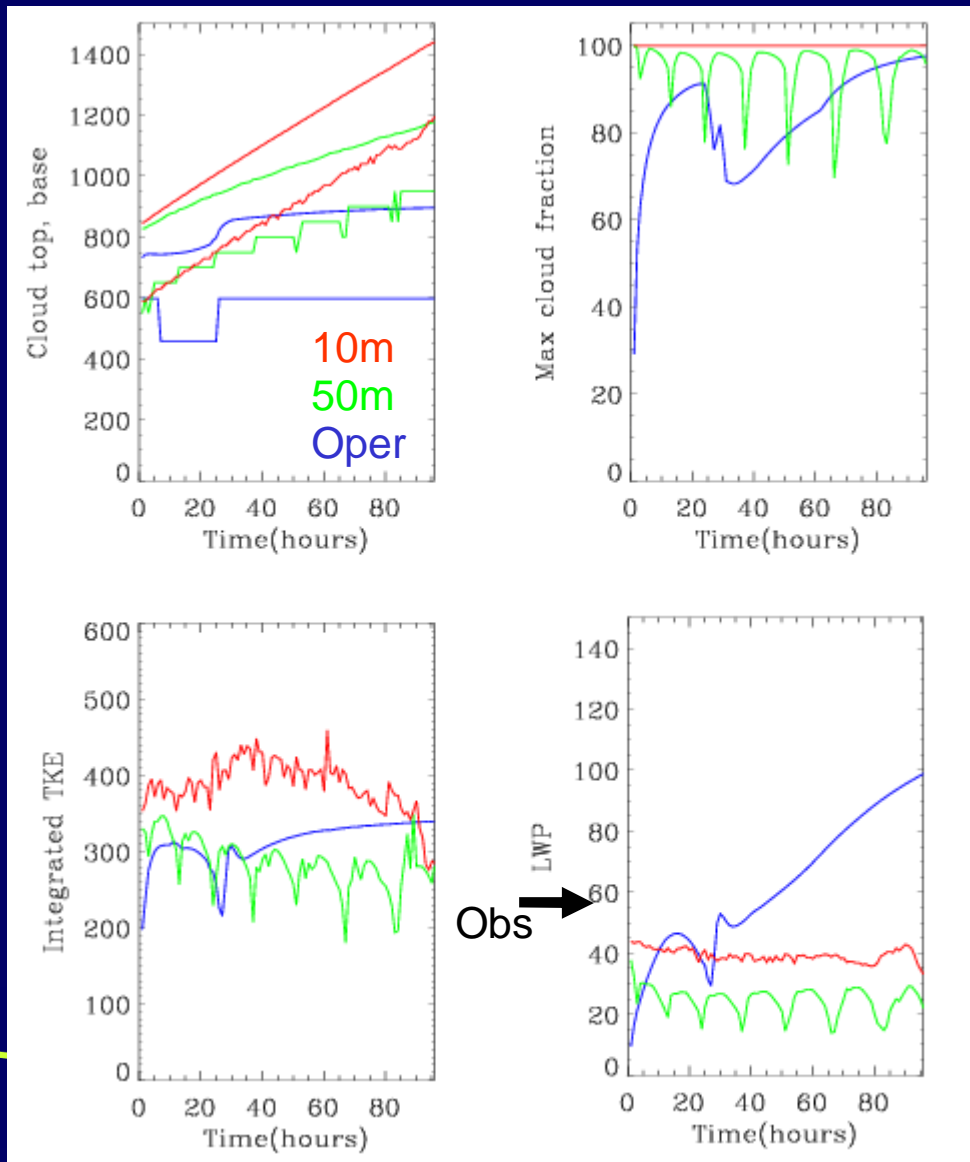 Cloud top, base
1400
1200
1000
800
600
400
200
0
10m
50m
Oper
0 20 40 60 80
Time(hours)
Max cloud fraction
100
80
60
40
20
0
0 20 40 60 80
Time(hours)
Integrated TKE
600
500
400
300
200
100
0
0 20 40 60 80
Time(hours)
Obs
LWP
140
120
100
80
60
40
20
0
0 20 40 60 80
Time(hours)